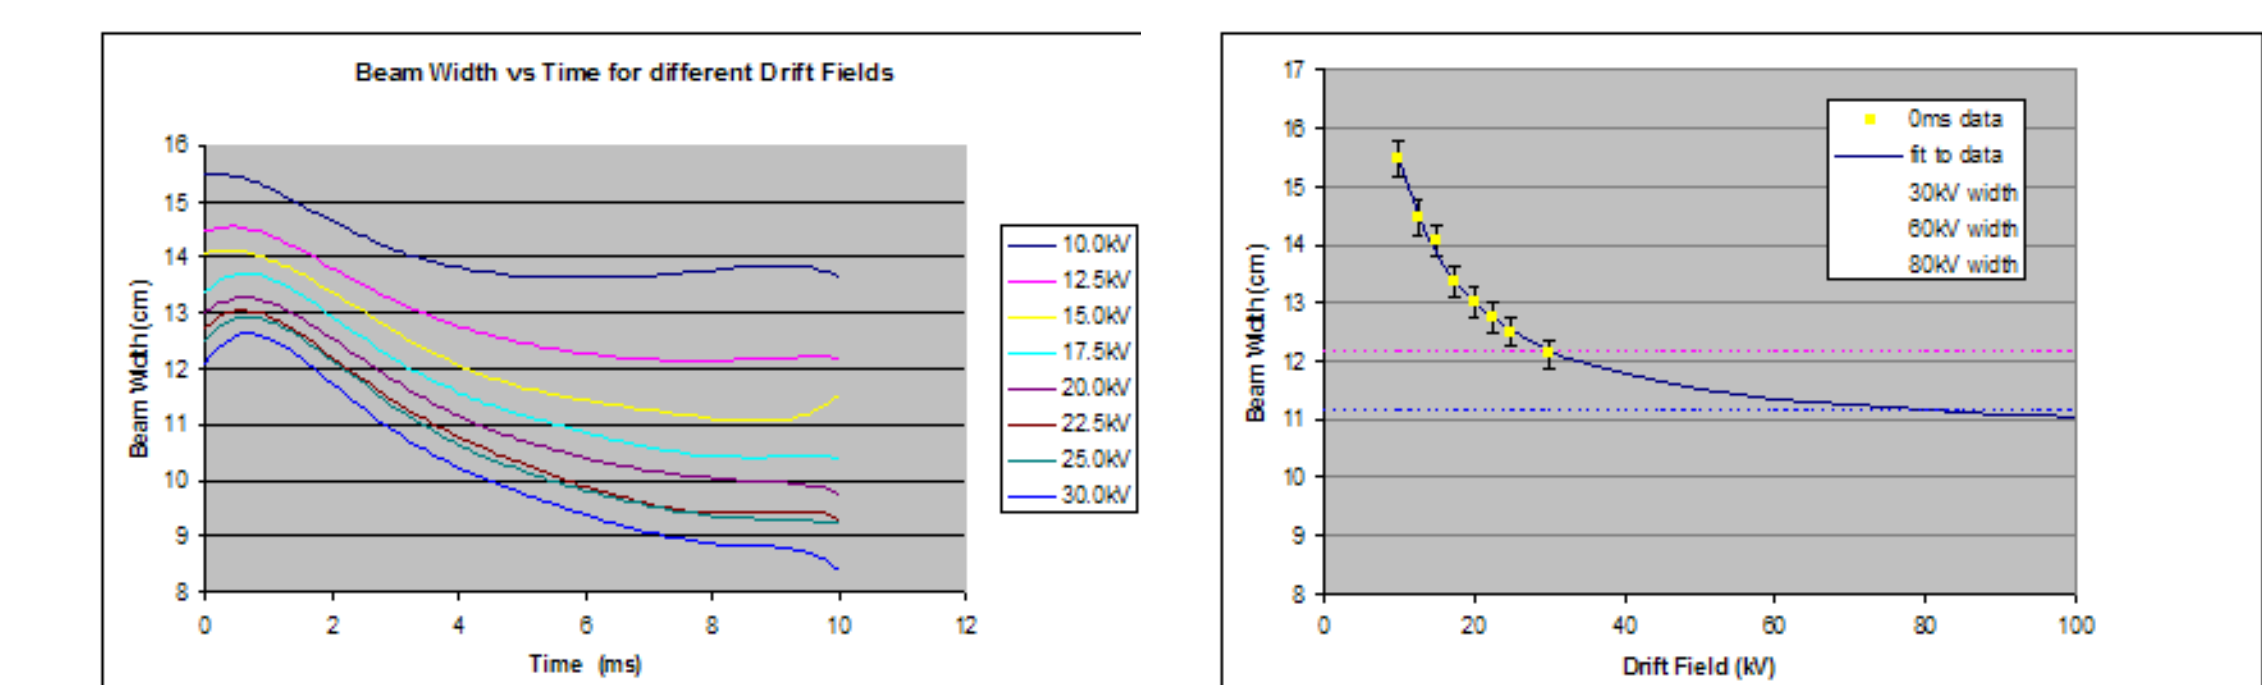 Beam Width vs Time for different Drift Fields
16
15
14
13
12
11
10
9
8
0 2 4 6 8 10 12
Beam Width (cm)
Time (ms)
10.0kV
12.5kV
15.0kV
17.5kV
20.0kV
22.5kV
25.0kV
30.0kV
17
16
15
14
13
12
11
10
9
8
0 20 40 60 80 100
Beam Width (cm)
Drift Field (kV)
0ms data
fit to data
30kV width
60kV width
80kV width